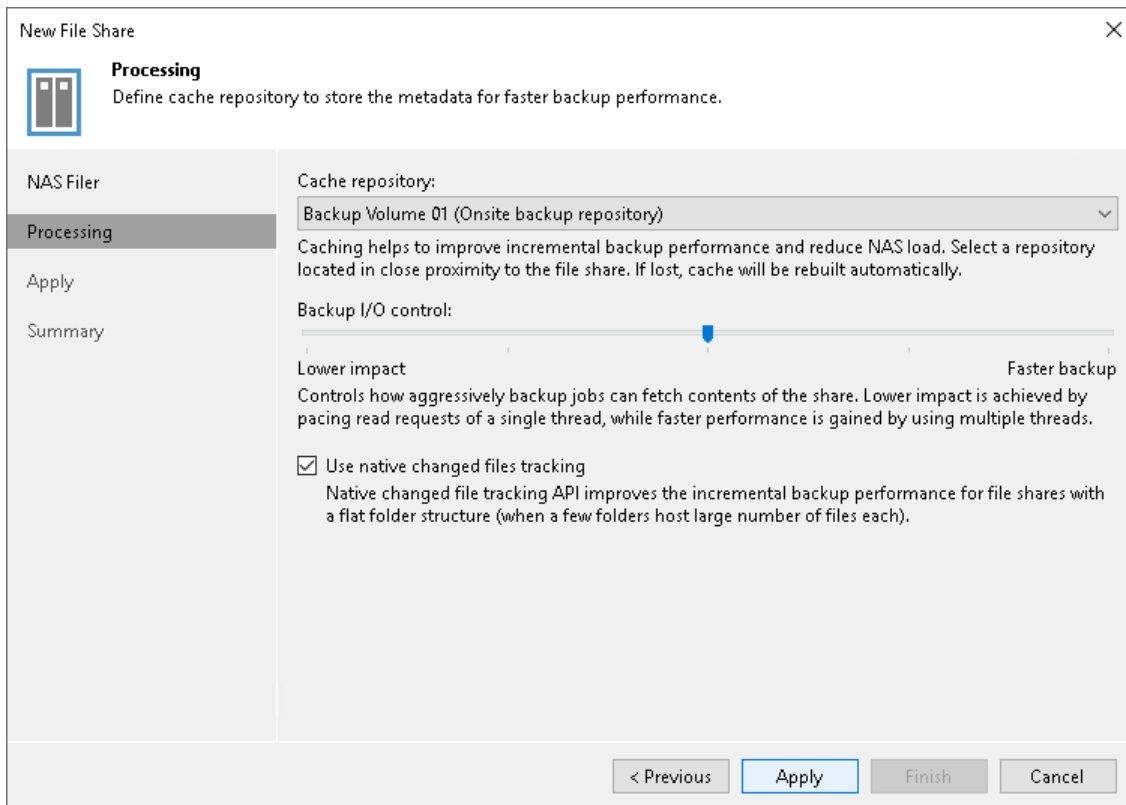 New File Share
Processing
Define cache repository to store the metadata for faster backup performance.
NAS Filer
Processing
Apply
Summary
Cache repository:
Backup Volume 01 (Onsite backup repository)
Caching helps to improve incremental backup performance and reduce NAS load. Select a repository
located in close proximity to the file share. If lost, cache will be rebuilt automatically.
Backup I/O control:
Lower impact Faster backup
Controls how aggressively backup jobs can fetch contents of the share. Lower impact is achieved by
pacing read requests of a single thread, while faster performance is gained by using multiple threads.
Use native changed files tracking
Native changed file tracking API improves the incremental backup performance for file shares with
a flat folder structure (when a few folders host large number of files each).
< Previous Apply Finish Cancel